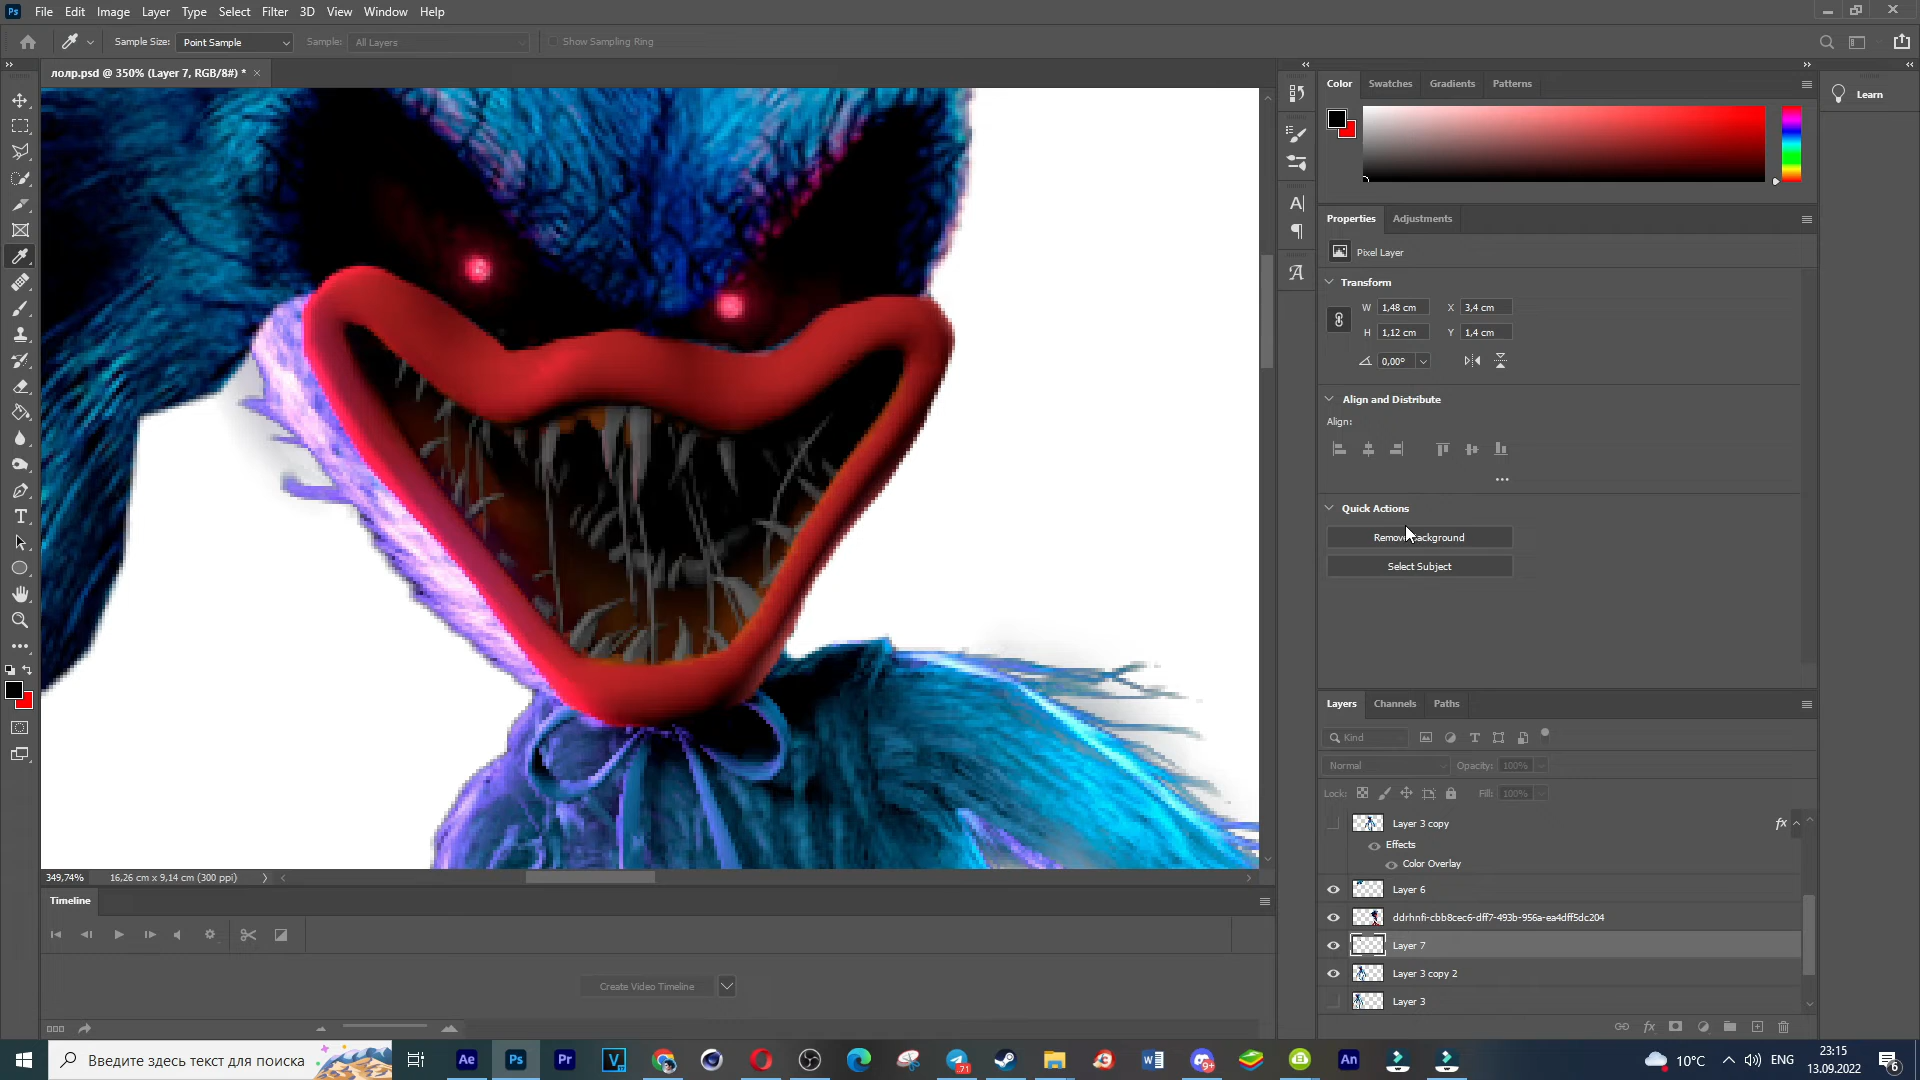 File Edit Image Layer Type Select Filter 3D View Window Help
Sample Size: Point Sample Sample: All Layers Show Sampling Ring
лолр.psd @ 350% (Layer 7, RGB/8#) *
Color Swatches Gradients Patterns
Learn
Properties Adjustments
Pixel Layer
Transform
W 1,48 cm X 3,4 cm
H 1,12 cm Y 1,4 cm
0,00°
Align and Distribute
Align:
Quick Actions
Remove Background
Select Subject
Layers Channels Paths
Kind
Normal Opacity: 100%
Lock: Fill: 100%
Layer 3 copy fx
Effects
Color Overlay
Layer 6
ddrhnfi-cbb8cec6-dff7-493b-956a-ea4dff5dc204
Layer 7
Layer 3 copy 2
Layer 3
349,74% 16,26 cm x 9,14 cm (300 ppi)
Timeline
Create Video Timeline
Введите здесь текст для поиска
10°C ENG 23:15
13.09.2022 6